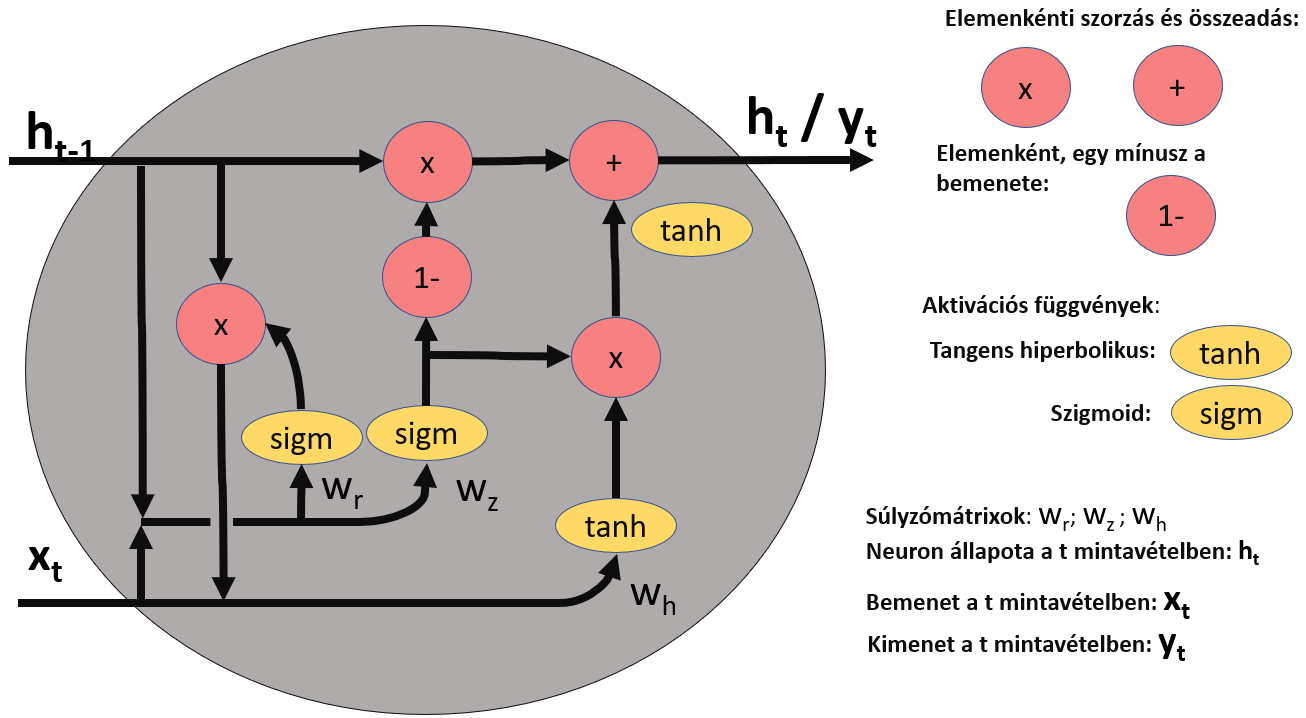 h_t-1
x
+
h_t / y_t
tanh
1-
x
x
sigm
sigm
w_r
w_z
tanh
x_t
w_h
Elemenkénti szorzás és összeadás:
x
+
Elemenként, egy mínusz a
bemenete:
1-
Aktivációs függvények:
Tangens hiperbolikus: tanh
Szigmoid: sigm
Súlyzómátrixok: w_r; w_z ; w_h
Neuron állapota a t mintavételben: h_t
Bemenet a t mintavételben: x_t
Kimenet a t mintavételben: y_t